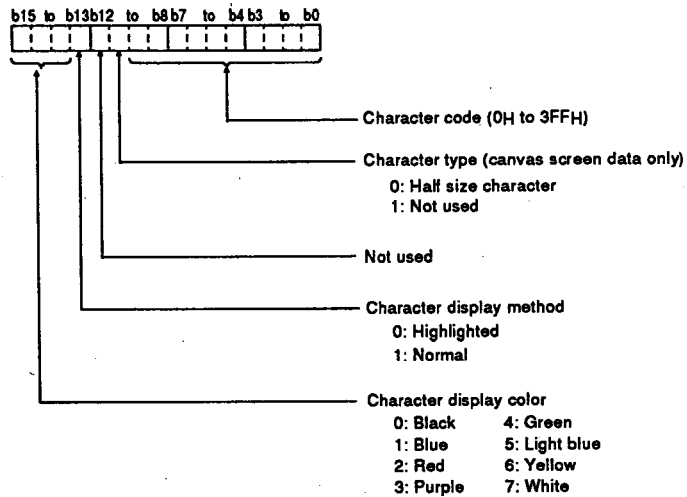 b15 to b13b12 to b8b7 to b4b3 to b0
Character code (0H to 3FFH)
Character type (canvas screen data only)
0: Half size character
1: Not used
Not used
Character display method
0: Highlighted
1: Normal
Character display color
0: Black 4: Green
1: Blue 5: Light blue
2: Red 6: Yellow
3: Purple 7: White